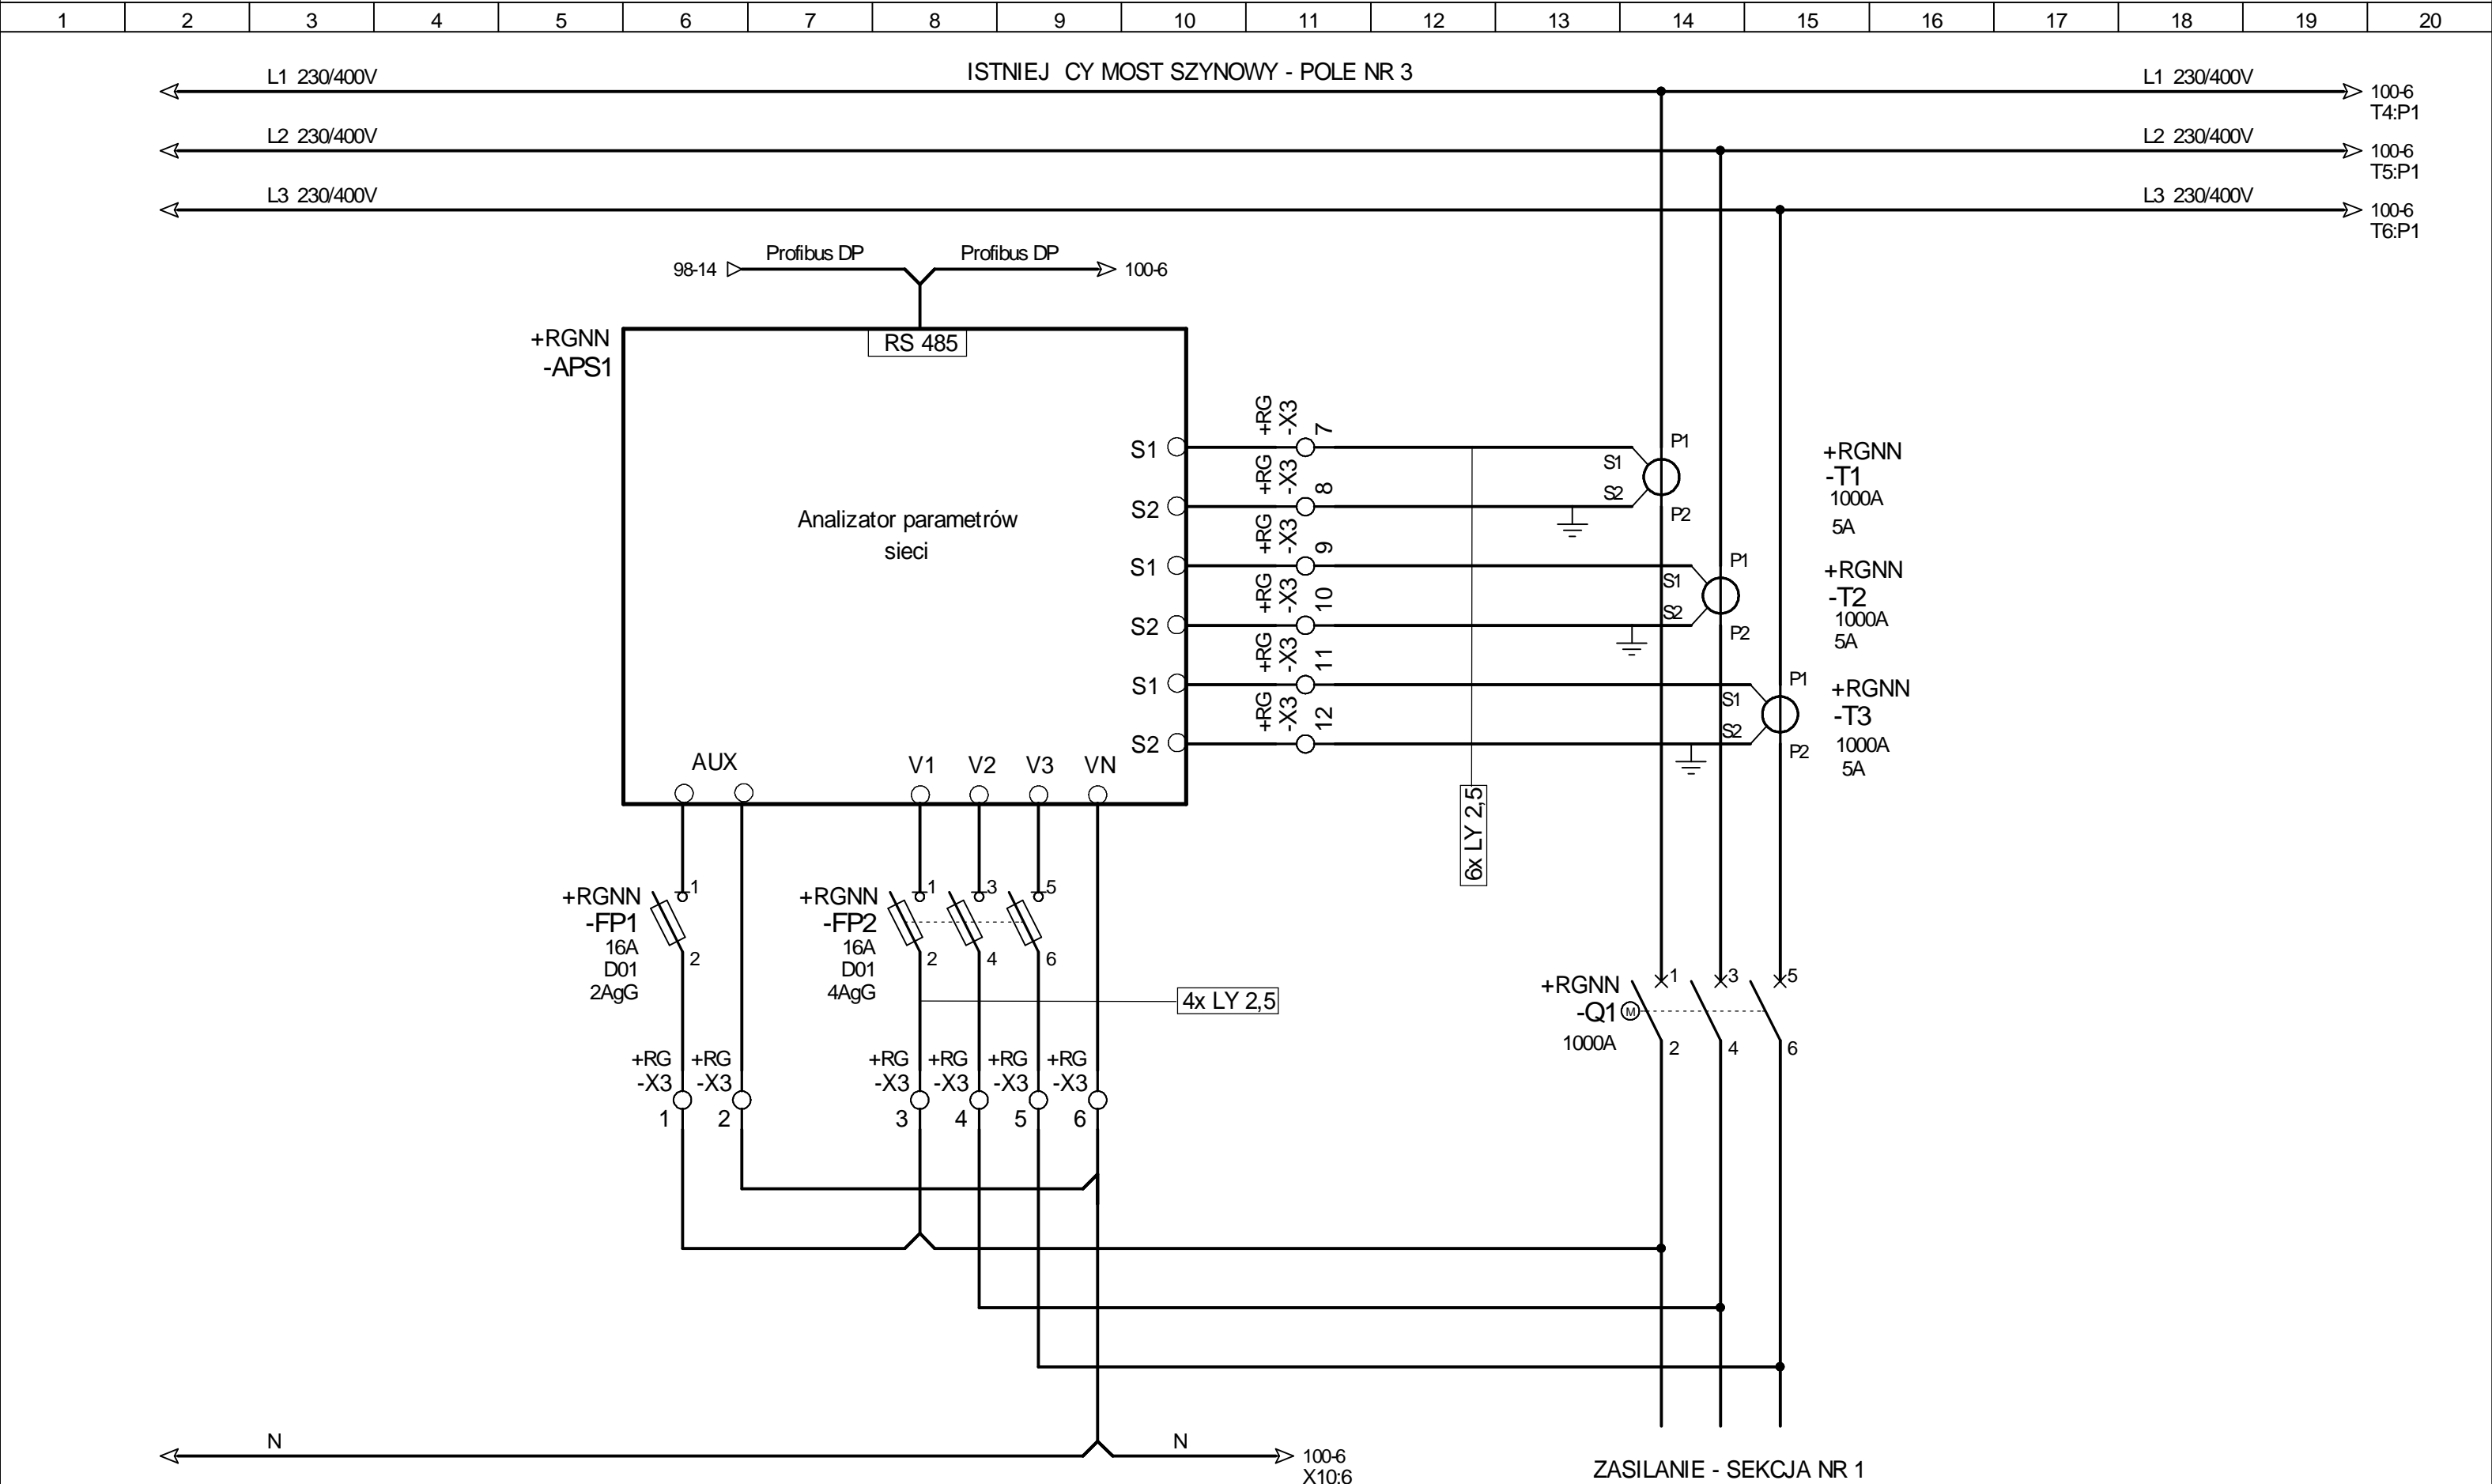 1 2 3 4 5 6 7 8 9 10 11 12 13 14 15 16 17 18 19 20
ISTNIEJ CY MOST SZYNOWY - POLE NR 3
L1 230/400V
L1 230/400V
100-6
T4:P1
L2 230/400V
L2 230/400V
100-6
T5:P1
L3 230/400V
L3 230/400V
100-6
T6:P1
98-14
Profibus DP
Profibus DP
100-6
+RGNN
-APS1
RS 485
Analizator parametrów
sieci
S1
S2
S1
S2
S1
S2
+RG
-X3
7
+RG
-X3
8
+RG
-X3
9
+RG
-X3
10
+RG
-X3
11
+RG
-X3
12
6x LY 2,5
P1
S1
S2
P2
+RGNN
-T1
1000A
5A
P1
S1
S2
P2
+RGNN
-T2
1000A
5A
P1
S1
S2
P2
+RGNN
-T3
1000A
5A
AUX
V1
V2
V3
VN
+RGNN
-FP1
16A
D01
2AgG
1
2
+RGNN
-FP2
16A
D01
4AgG
1
2
3
4
5
6
4x LY 2,5
+RGNN
-Q1
M
1000A
1
2
3
4
5
6
+RG
-X3
1
+RG
-X3
2
+RG
-X3
3
+RG
-X3
4
+RG
-X3
5
+RG
-X3
6
N
N
100-6
X10:6
ZASILANIE - SEKCJA NR 1